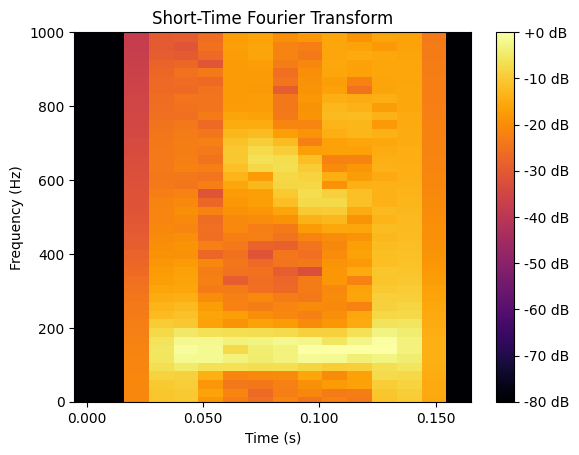 Short-Time Fourier Transform
1000
800
600
400
200
0
Frequency (Hz)
0.000
0.050
0.100
0.150
Time (s)
+0 dB
-10 dB
-20 dB
-30 dB
-40 dB
-50 dB
-60 dB
-70 dB
-80 dB